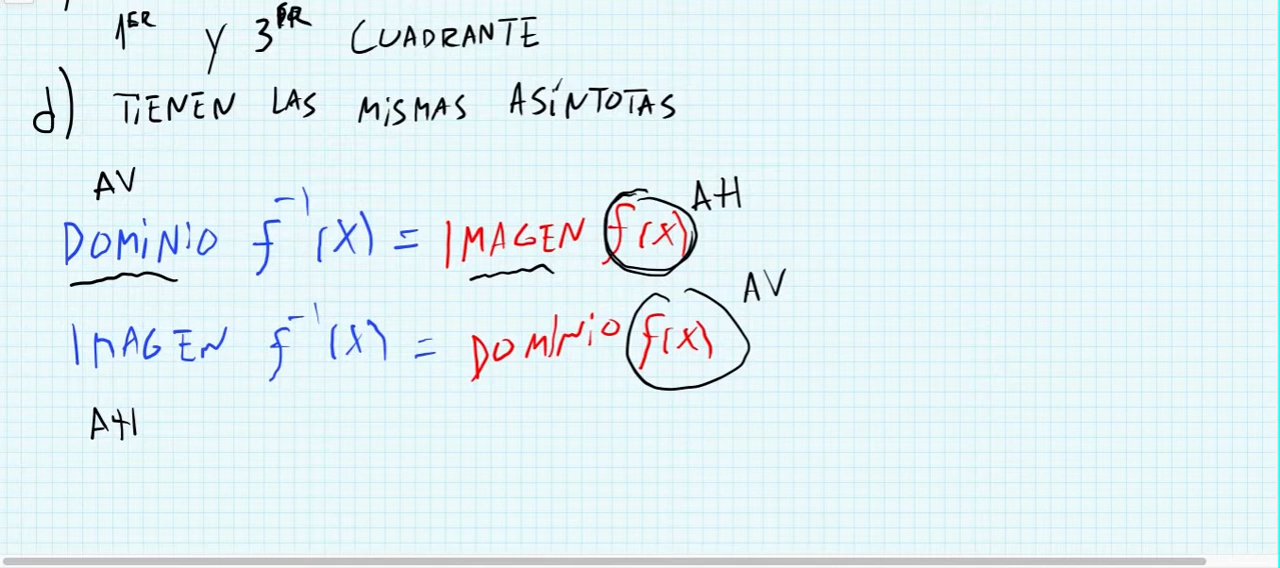 1ER y 3ER CUADRANTE
d) TIENEN LAS MISMAS ASÍNTOTAS
AV
DOMINIO f⁻¹(X) = IMAGEN f(X) AH
AV
IMAGEN f⁻¹(X) = DOMINIO f(X)
AH